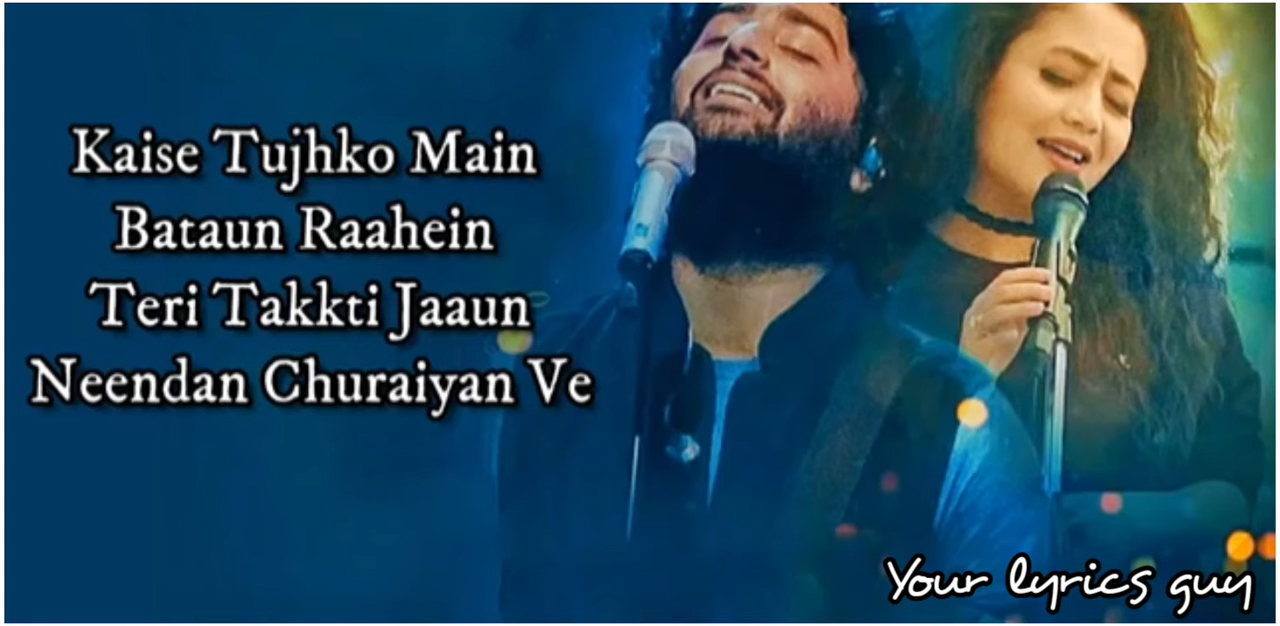 Kaise Tujhko Main
Bataun Raahein
Teri Takkti Jaaun
Neendan Churaiyan Ve
Your lyrics guy